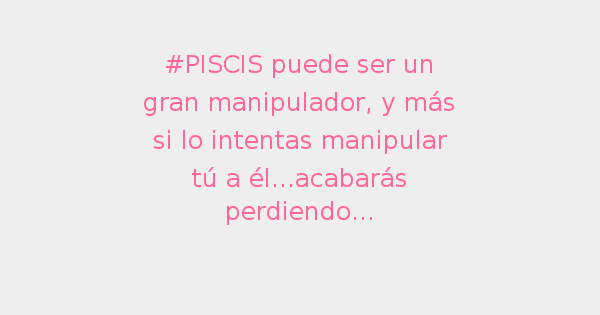 #PISCIS puede ser un
gran manipulador, y más
si lo intentas manipular
tú a él...acabarás
perdiendo...